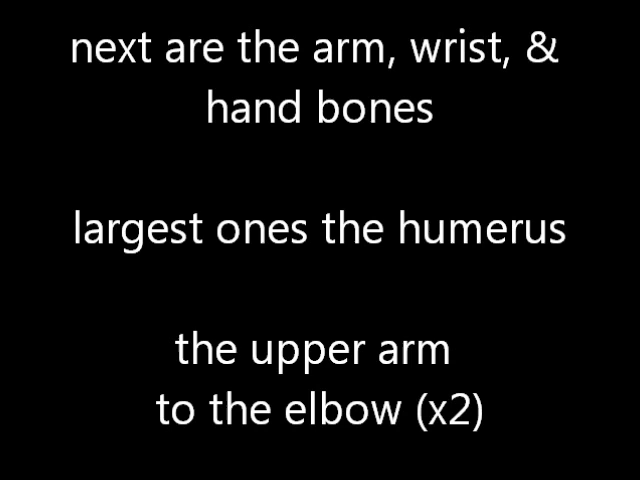 next are the arm, wrist, &
hand bones
largest ones the humerus
the upper arm
to the elbow (x2)